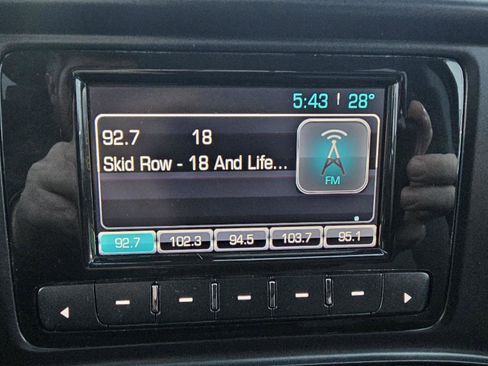 5:43 | 28°
92.7 18
Skid Row - 18 And Life...
FM
92.7 102.3 94.5 103.7 95.1